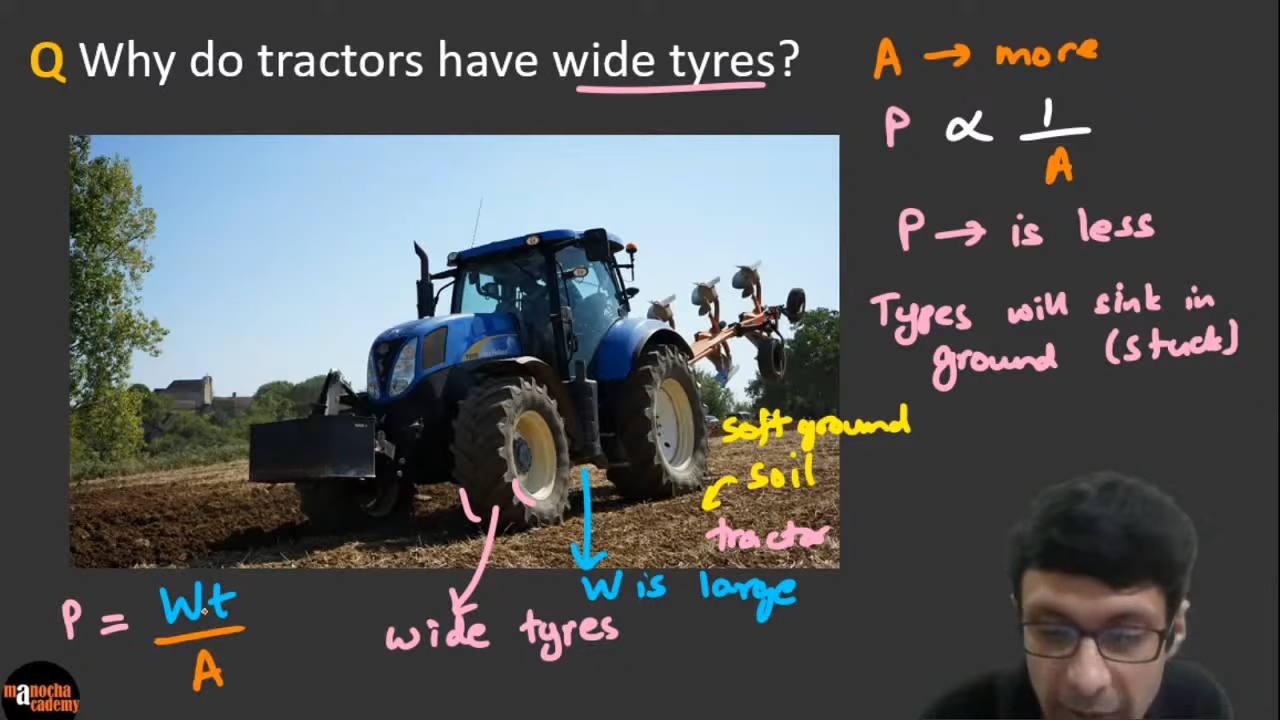 Q Why do tractors have wide tyres?
A → more
P ∝ 1/A
P → is less
Tyres will sink in
ground (stuck)
soft ground
soil
tractor
W is large
wide tyres
P = Wt/A
manocha
academy